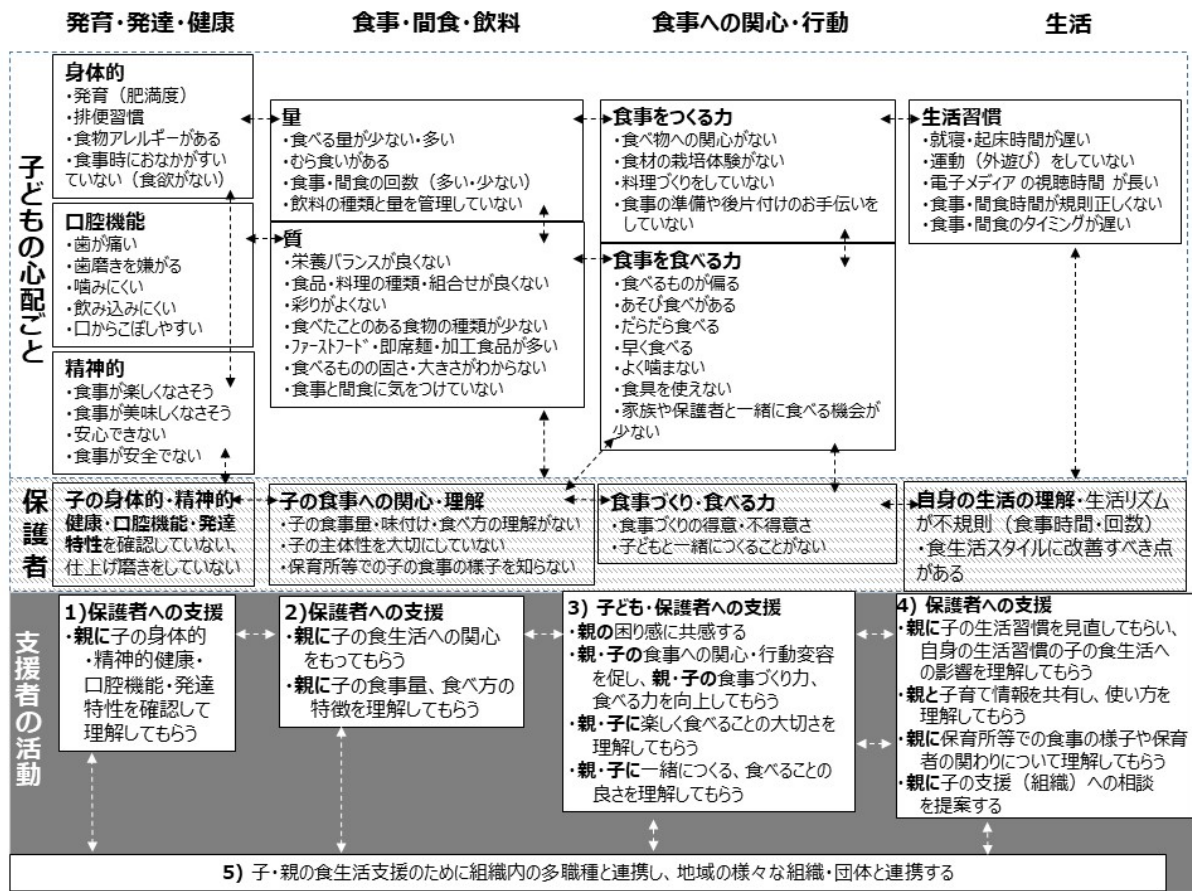 発育・発達・健康
食事・間食・飲料
食事への関心・行動
生活
子どもの心配ごと
身体的
・発育（肥満度）
・排便習慣
・食物アレルギーがある
・食事時におなかがすい
ていない（食欲がない）
口腔機能
・歯が痛い
・歯磨きを嫌がる
・噛みにくい
・飲み込みにくい
・口からこぼしやすい
精神的
・食事が楽しくなさそう
・食事が美味しくなさそう
・安心できない
・食事が安全でない
量
・食べる量が少ない・多い
・むら食いがある
・食事・間食の回数（多い・少ない）
・飲料の種類と量を管理していない
質
・栄養バランスが良くない
・食品・料理の種類・組合せが良くない
・彩りがよくない
・食べたことのある食物の種類が少ない
・ﾌｧｰｽﾄﾌｰﾄﾞ・即席麺・加工食品が多い
・食べるものの固さ・大きさがわからない
・食事と間食に気をつけていない
食事をつくる力
・食べ物への関心がない
・食材の栽培体験がない
・料理づくりをしていない
・食事の準備や後片付けのお手伝いを
していない
食事を食べる力
・食べるものが偏る
・あそび食べがある
・だらだら食べる
・早く食べる
・よく噛まない
・食具を使えない
・家族や保護者と一緒に食べる機会が
少ない
生活習慣
・就寝・起床時間が遅い
・運動（外遊び）をしていない
・電子メディア の視聴時間 が長い
・食事・間食時間が規則正しくない
・食事・間食のタイミングが遅い
保護者
子の身体的・精神的
健康・口腔機能・発達
特性を確認していない、
仕上げ磨きをしていない
子の食事への関心・理解
・子の食事量・味付け・食べ方の理解がない
・子の主体性を大切にしていない
・保育所等での子の食事の様子を知らない
食事づくり・食べる力
・食事づくりの得意・不得意さ
・子どもと一緒につくることがない
自身の生活の理解・生活リズム
が不規則（食事時間・回数）
・食生活スタイルに改善すべき点
がある
支援者の活動
1)保護者への支援
・親に子の身体的
・精神的健康・
口腔機能・発達
特性を確認して
理解してもらう
2)保護者への支援
・親に子の食生活への関心
をもってもらう
・親に子の食事量、食べ方の
特徴を理解してもらう
3) 子ども・保護者への支援
・親の困り感に共感する
・親・子の食事への関心・行動変容
を促し、親・子の食事づくり力、
食べる力を向上してもらう
・親・子に楽しく食べることの大切さを
理解してもらう
・親・子に一緒につくる、食べることの
良さを理解してもらう
4) 保護者への支援
・親に子の生活習慣を見直してもらい、
自身の生活習慣の子の食生活へ
の影響を理解してもらう
・親と子育て情報を共有し、使い方を
理解してもらう
・親に保育所等での食事の様子や保育
者の関わりについて理解してもらう
・親に子の支援（組織）への相談
を提案する
5) 子・親の食生活支援のために組織内の多職種と連携し、地域の様々な組織・団体と連携する